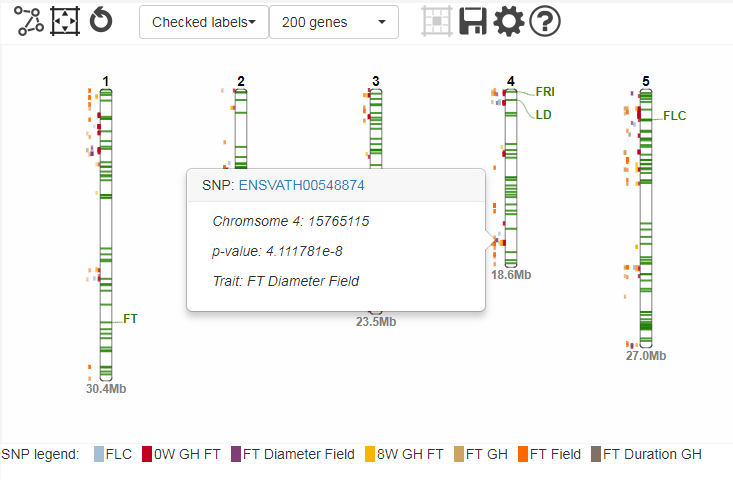 Checked labels 200 genes ?
1 2 3 4 5
FRI
LD
FLC
SNP: ENSVATH00548874
Chromsome 4: 15765115
p-value: 4.111781e-8
Trait: FT Diameter Field
18.6Mb
FT
23.5Mb
27.0Mb
30.4Mb
SNP legend: FLC 0W GH FT FT Diameter Field 8W GH FT FT GH FT Field FT Duration GH